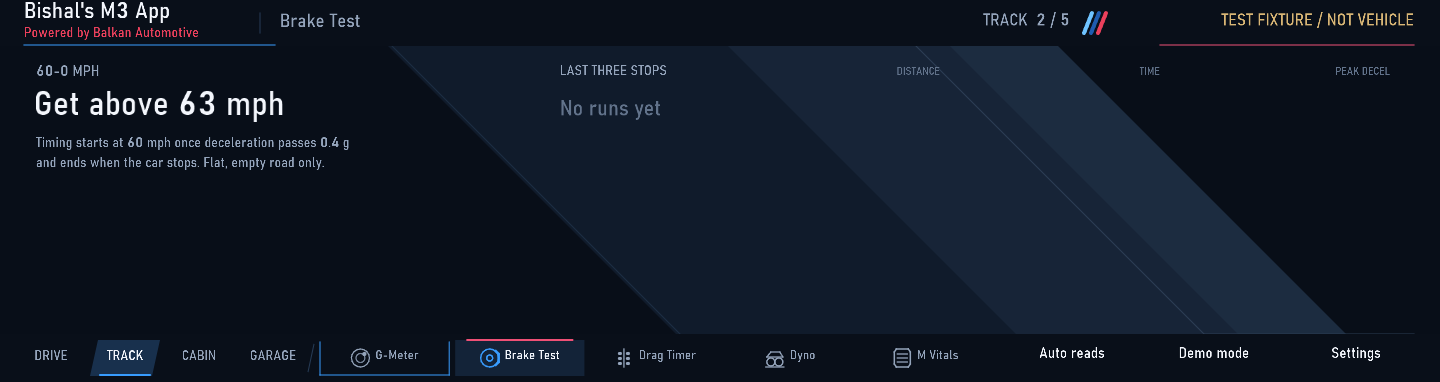 Bishal's M3 App
Powered by Balkan Automotive
Brake Test
TRACK 2 / 5
TEST FIXTURE / NOT VEHICLE
60-0 MPH
Get above 63 mph
Timing starts at 60 mph once deceleration passes 0.4 g
and ends when the car stops. Flat, empty road only.
LAST THREE STOPS DISTANCE TIME PEAK DECEL
No runs yet
DRIVE TRACK CABIN GARAGE G-Meter Brake Test Drag Timer Dyno M Vitals Auto reads Demo mode Settings